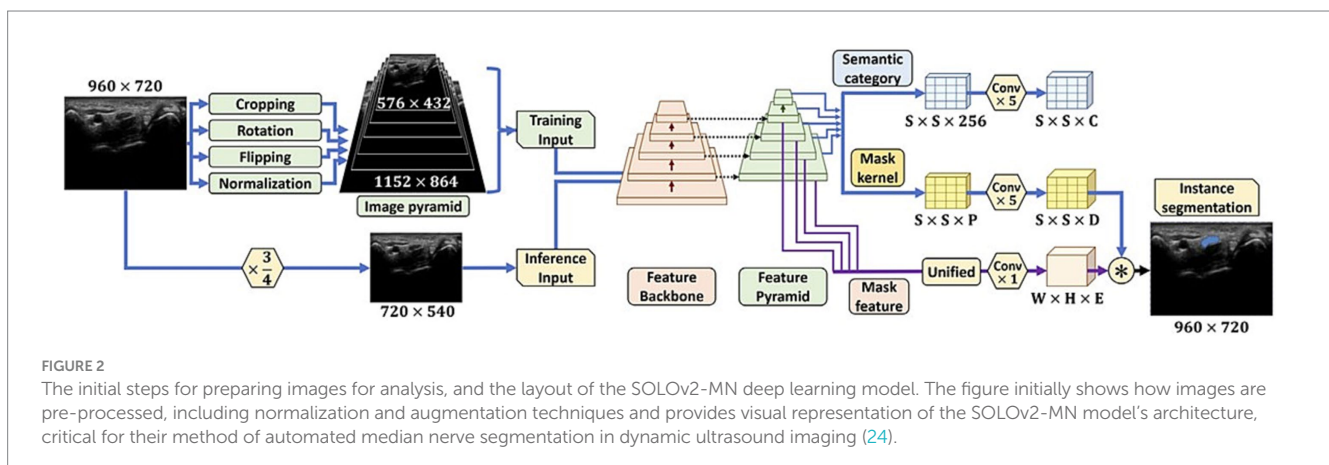 960 × 720
Cropping
Rotation
Flipping
Normalization
576 × 432
1152 × 864
Image pyramid
× 3/4
720 × 540
Training
Input
Inference
Input
Feature
Backbone
Feature
Pyramid
Semantic
category
S × S × 256
Conv
× 5
S × S × C
Mask
kernel
S × S × P
Conv
× 5
S × S × D
Mask
feature
Unified
Conv
× 1
W × H × E
*
Instance
segmentation
960 × 720
FIGURE 2
The initial steps for preparing images for analysis, and the layout of the SOLOv2-MN deep learning model. The figure initially shows how images are
pre-processed, including normalization and augmentation techniques and provides visual representation of the SOLOv2-MN model's architecture,
critical for their method of automated median nerve segmentation in dynamic ultrasound imaging (24).